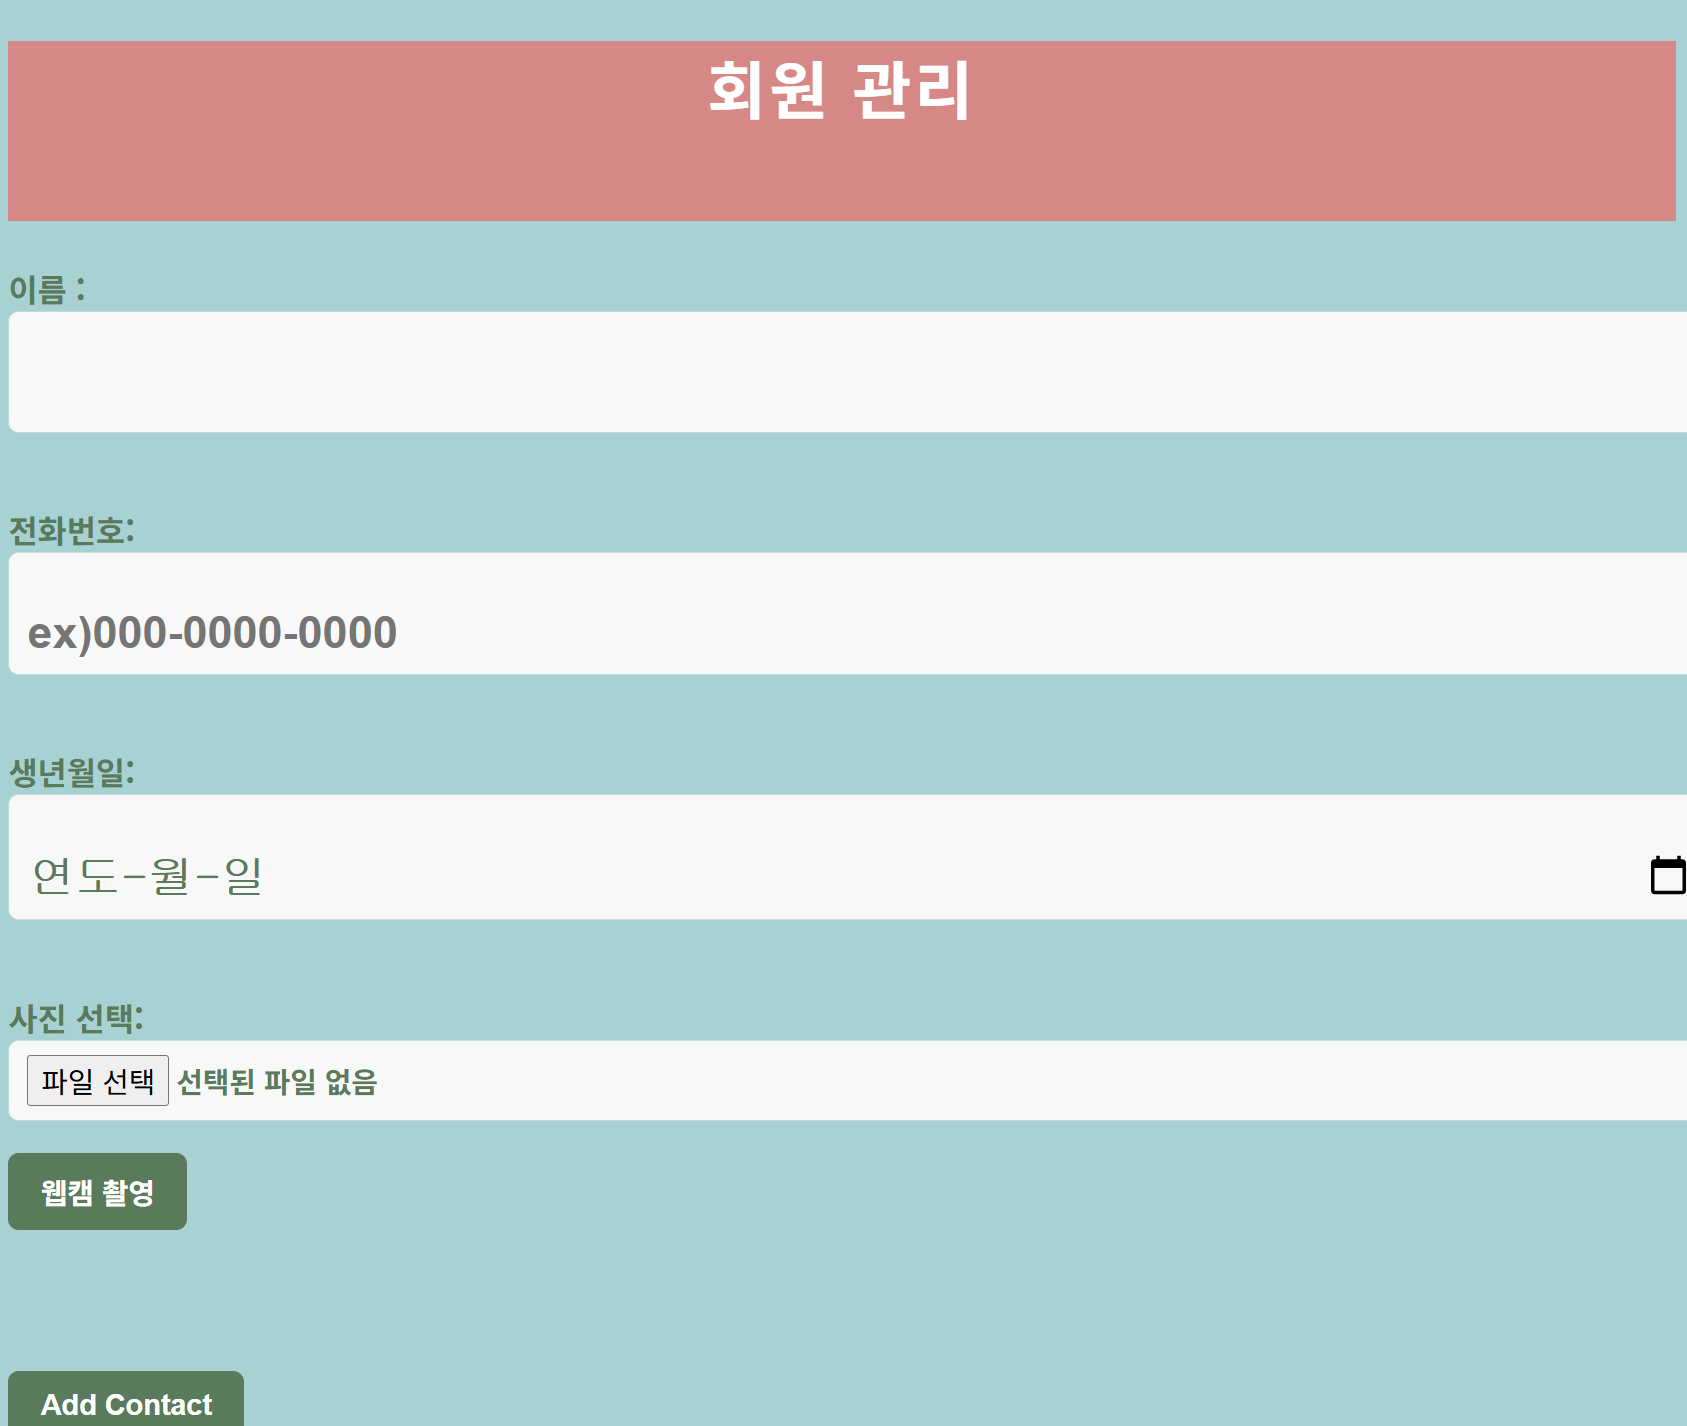 회원 관리
이름 :
전화번호:
ex)000-0000-0000
생년월일:
연도-월-일
사진 선택:
파일 선택 선택된 파일 없음
웹캠 촬영
Add Contact